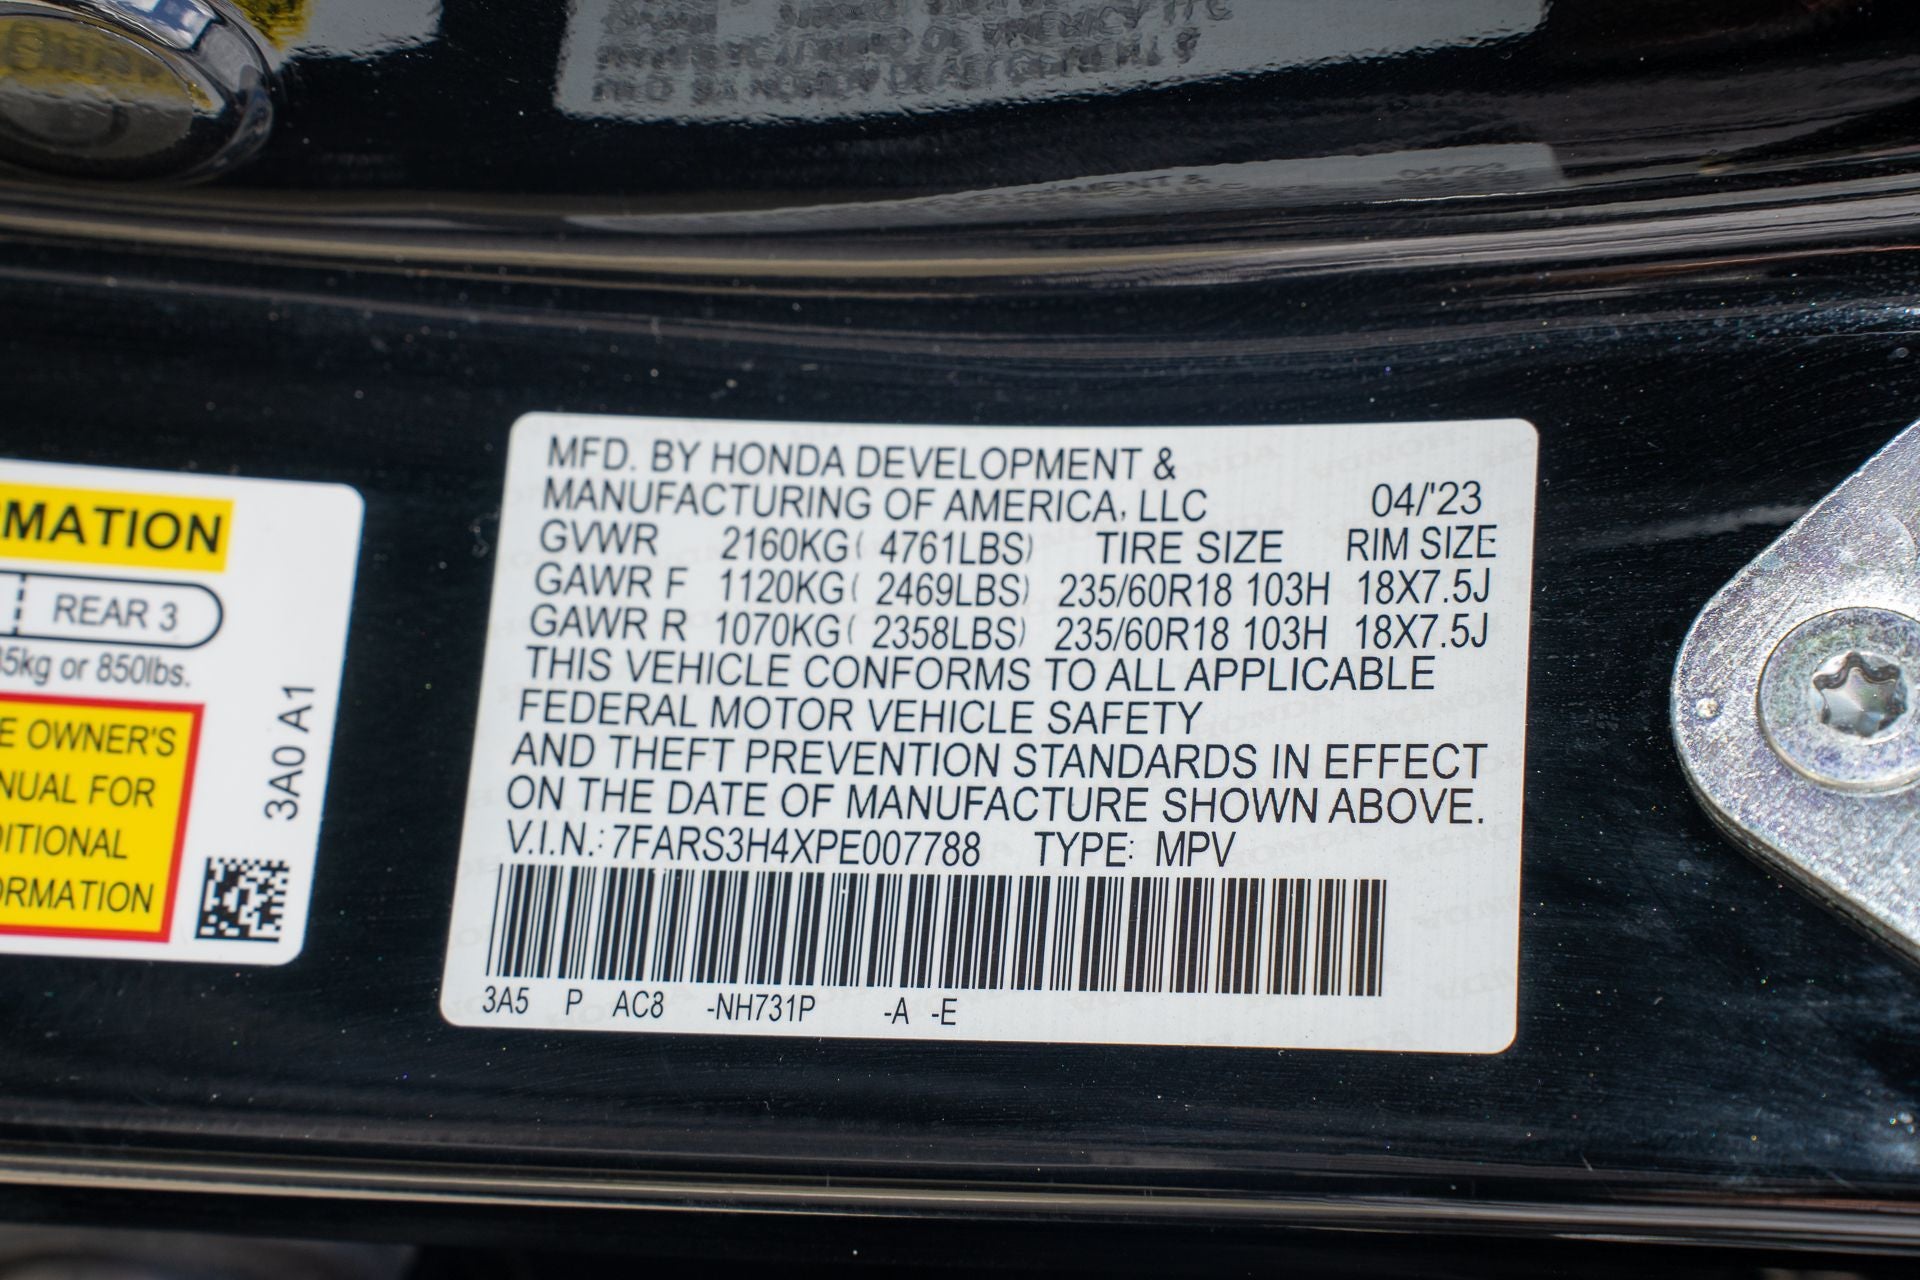 MFD. BY HONDA DEVELOPMENT &
MANUFACTURING OF AMERICA, LLC 04/'23
GVWR 2160KG( 4761LBS) TIRE SIZE RIM SIZE
GAWR F 1120KG( 2469LBS) 235/60R18 103H 18X7.5J
GAWR R 1070KG( 2358LBS) 235/60R18 103H 18X7.5J
THIS VEHICLE CONFORMS TO ALL APPLICABLE
FEDERAL MOTOR VEHICLE SAFETY
AND THEFT PREVENTION STANDARDS IN EFFECT
ON THE DATE OF MANUFACTURE SHOWN ABOVE.
V.I.N.: 7FARS3H4XPE007788 TYPE: MPV
3A5 P AC8 -NH731P -A -E
RMATION
REAR 3
5kg or 850lbs.
E OWNER'S
NUAL FOR
DITIONAL
ORMATION
3A0 A1